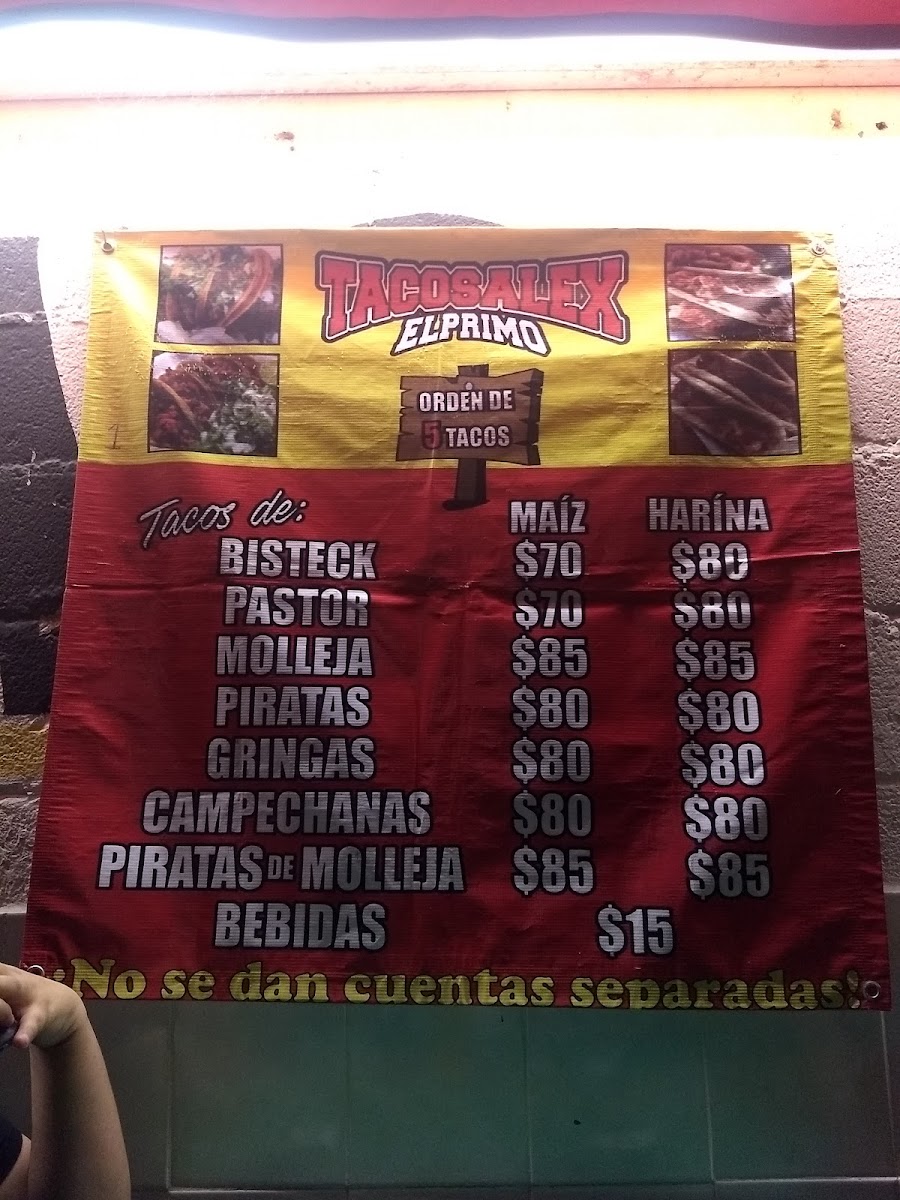 TACOSALEX
EL PRIMO
ORDEN DE
5 TACOS
Tacos de: MAÍZ HARÍNA
BISTECK $70 $80
PASTOR $70 $80
MOLLEJA $85 $85
PIRATAS $80 $80
GRINGAS $80 $80
CAMPECHANAS $80 $80
PIRATAS DE MOLLEJA $85 $85
BEBIDAS $15
¡No se dan cuentas separadas!